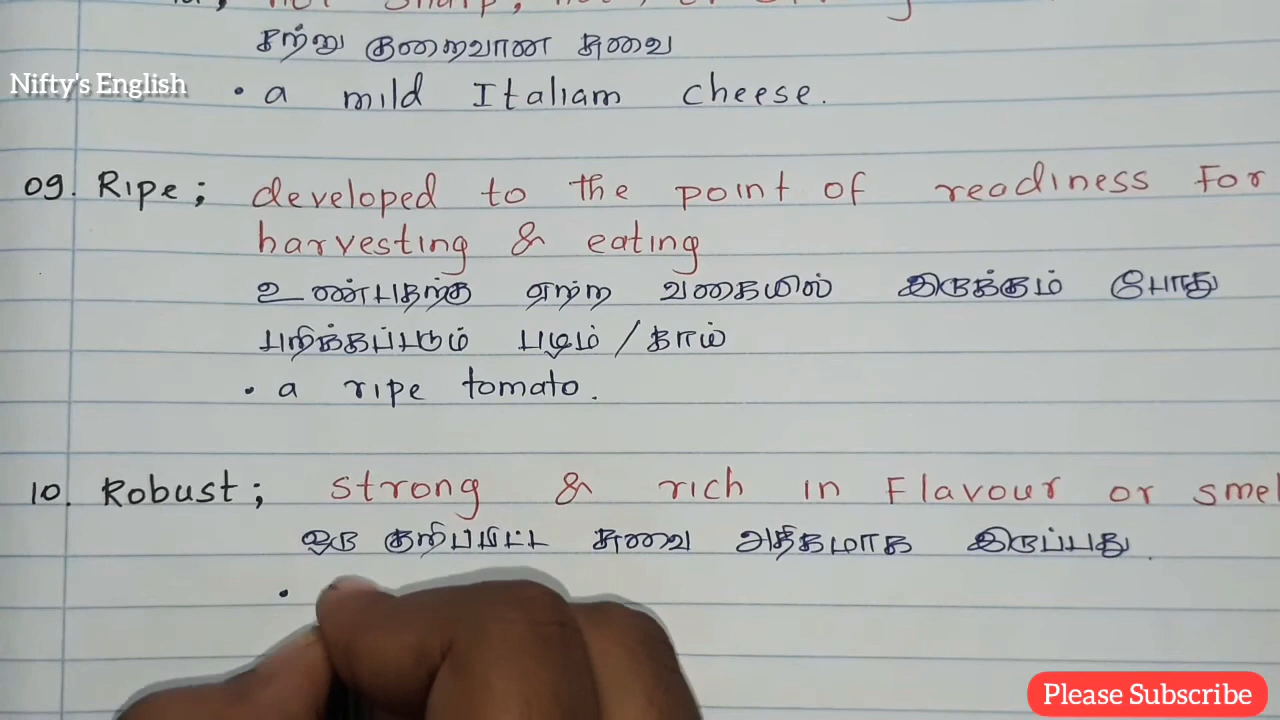 சற்று குறைவான சுவை
Nifty's English
• a mild Italian cheese.
09. Ripe; developed to the point of readiness for
harvesting & eating
உண்பதற்கு ஏற்ற வகையில் இருக்கும் போது
பறிக்கப்படும் பழம் / காய்
• a ripe tomato.
10. Robust; strong & rich in Flavour or smel
ஒரு குறிப்பிட்ட சுவை அதிகமாக இருப்பது.
•
Please Subscribe